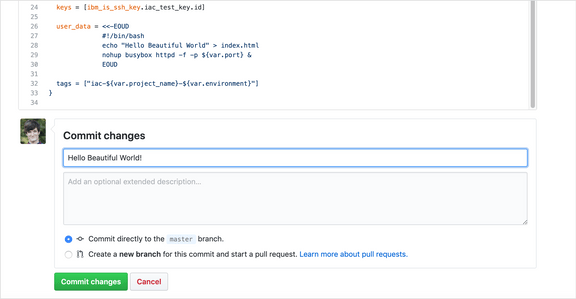 24 keys = [ibm_is_ssh_key.iac_test_key.id]
25
26 user_data = <<-EOUD
27 #!/bin/bash
28 echo "Hello Beautiful World" > index.html
29 nohup busybox httpd -f -p ${var.port} &
30 EOUD
31
32 tags = ["iac-${var.project_name}-${var.environment}"]
33 }
34
Commit changes
Hello Beautiful World!
Add an optional extended description...
Commit directly to the master branch.
Create a new branch for this commit and start a pull request. Learn more about pull requests.
Commit changes Cancel